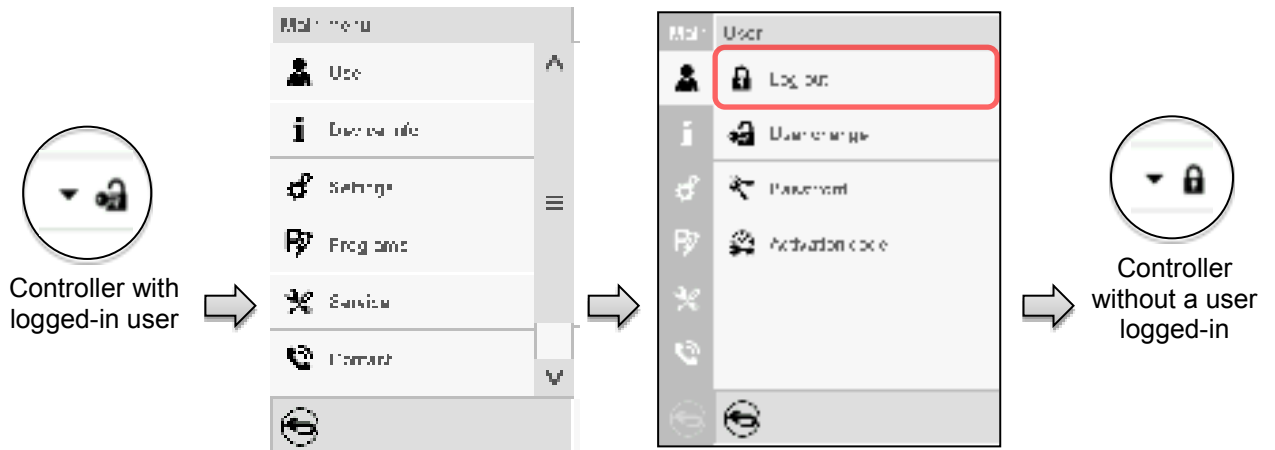 Controller with
logged-in user
Main menu
User
Device info
Settings
Programs
Service
Contact
Main
User
Log out
User change
Password
Activation code
Controller
without a user
logged-in